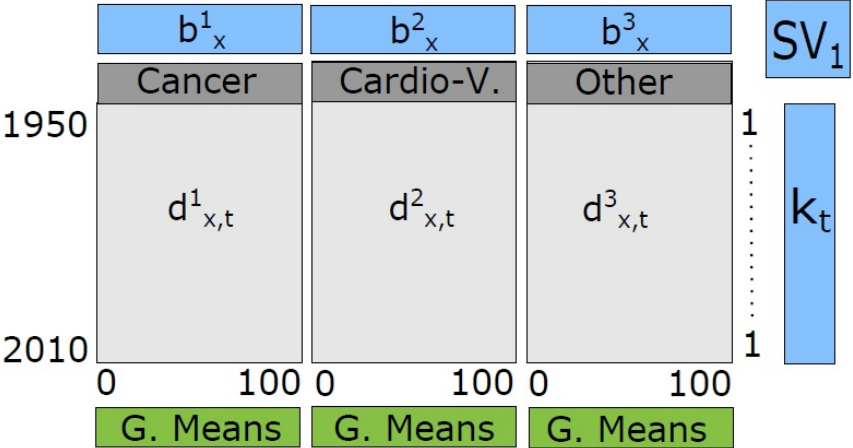 b¹ₓ b²ₓ b³ₓ SV₁
Cancer Cardio-V. Other
1950 1
d¹ₓ,ₜ d²ₓ,ₜ d³ₓ,ₜ kₜ
2010 1
0 100 0 100 0 100
G. Means G. Means G. Means